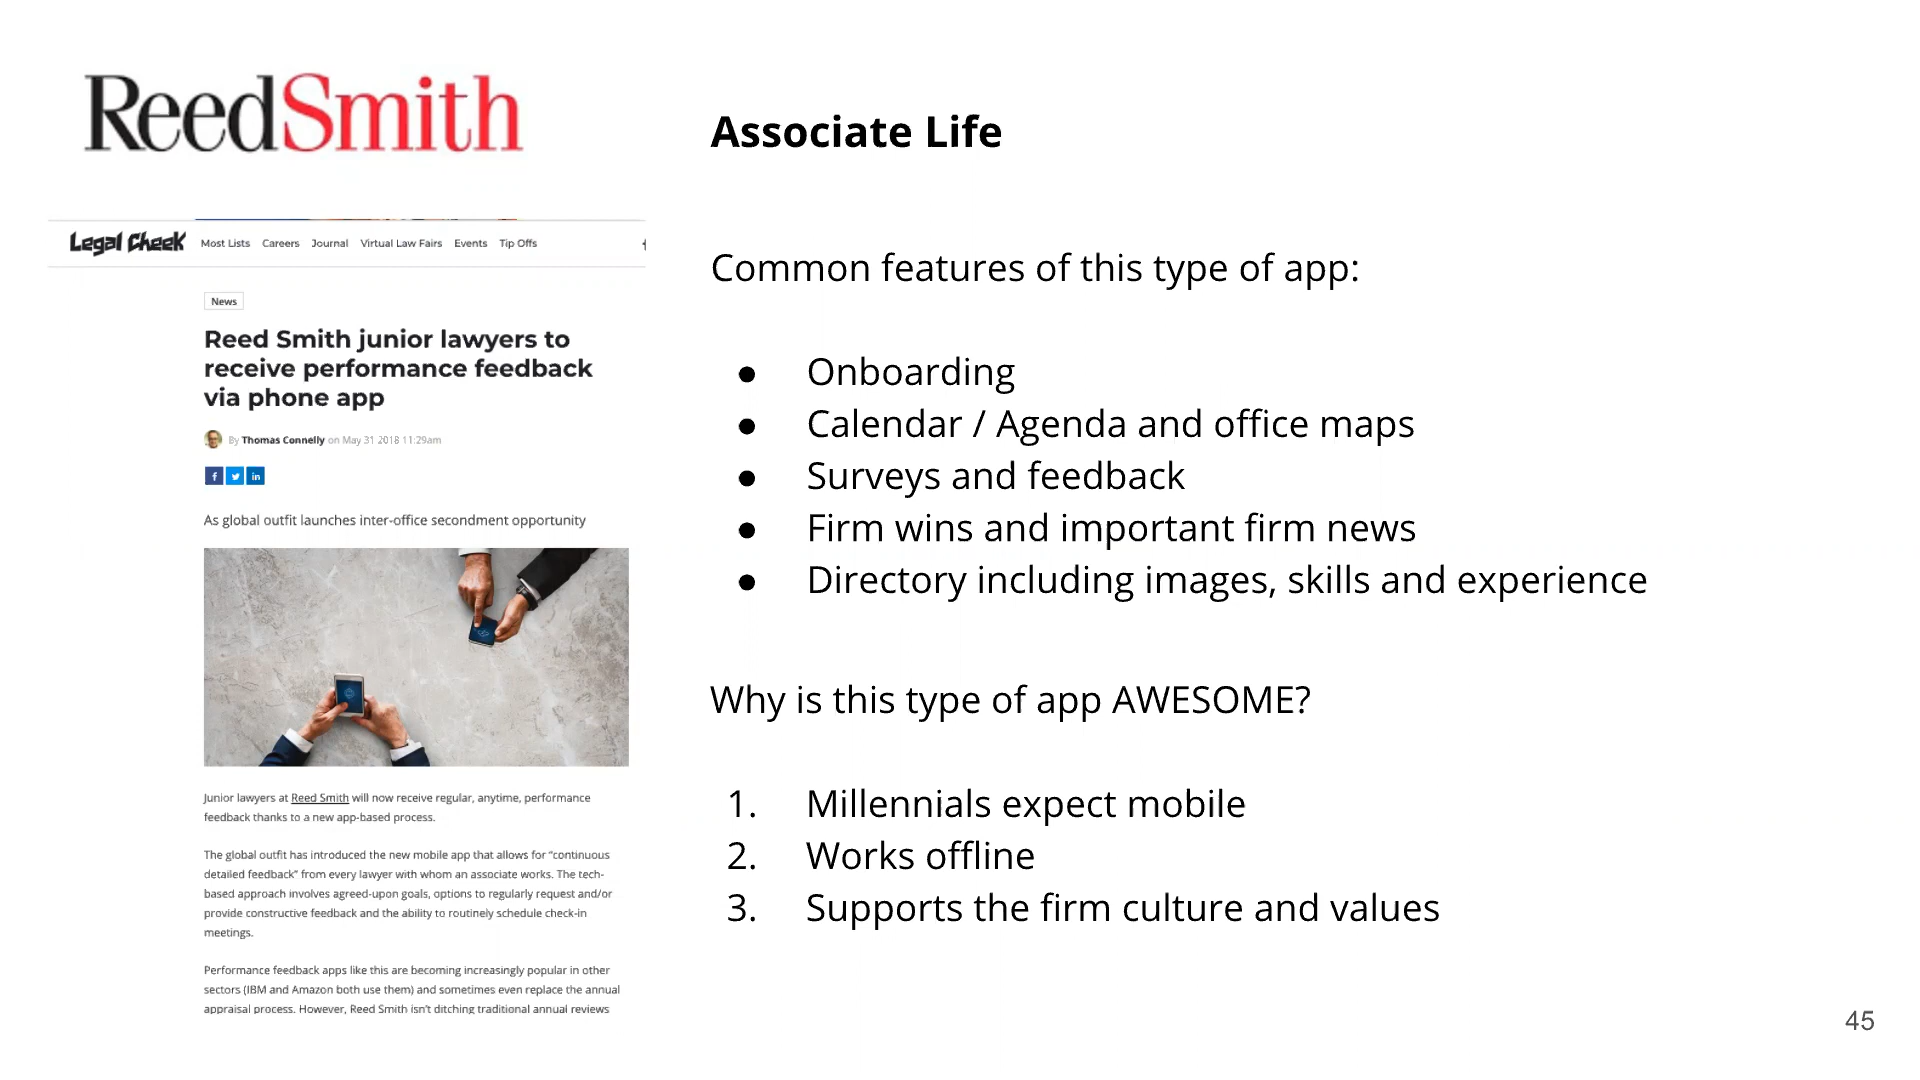 ReedSmith
Legal Cheek
Most Lists Careers Journal Virtual Law Fairs Events Tip Offs
News
Reed Smith junior lawyers to
receive performance feedback
via phone app
By Thomas Connelly on May 31 2018 11:29am
As global outfit launches inter-office secondment opportunity
Junior lawyers at Reed Smith will now receive regular, anytime, performance
feedback thanks to a new app-based process.
The global outfit has introduced the new mobile app that allows for “continuous
detailed feedback” from every lawyer with whom an associate works. The tech-
based approach involves agreed-upon goals, options to regularly request and/or
provide constructive feedback and the ability to routinely schedule check-in
meetings.
Performance feedback apps like this are becoming increasingly popular in other
sectors (IBM and Amazon both use them) and sometimes even replace the annual
appraisal process. However, Reed Smith isn’t ditching traditional annual reviews
Associate Life
Common features of this type of app:
● Onboarding
● Calendar / Agenda and office maps
● Surveys and feedback
● Firm wins and important firm news
● Directory including images, skills and experience
Why is this type of app AWESOME?
1. Millennials expect mobile
2. Works offline
3. Supports the firm culture and values
45